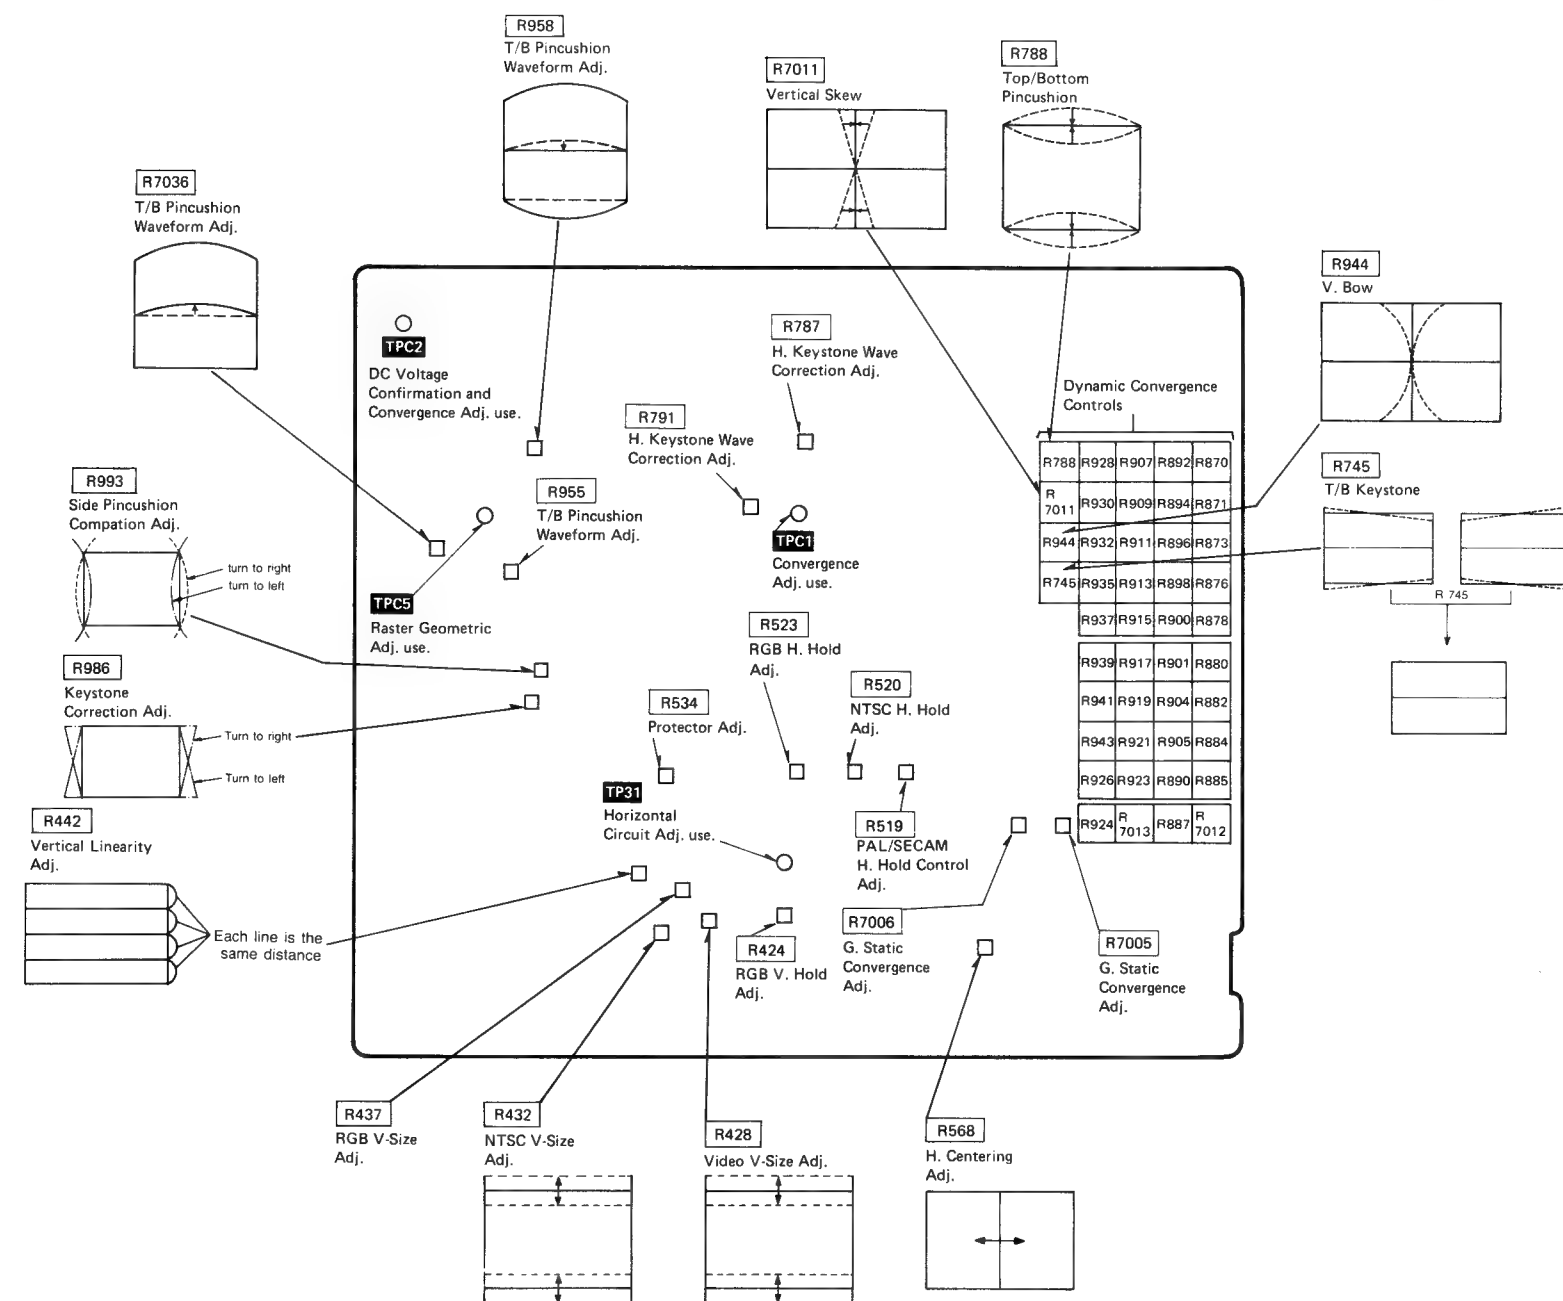 R958
T/B Pincushion
Waveform Adj.
R7011
Vertical Skew
R788
Top/Bottom
Pincushion
R7036
T/B Pincushion
Waveform Adj.
R944
V. Bow
TPC2
DC Voltage
Confirmation and
Convergence Adj. use.
R787
H. Keystone Wave
Correction Adj.
R791
H. Keystone Wave
Correction Adj.
Dynamic Convergence
Controls
R993
Side Pincushion
Compation Adj.
turn to right
turn to left
R955
T/B Pincushion
Waveform Adj.
R745
T/B Keystone
R 745
TPC1
Convergence
Adj. use.
TPC5
Raster Geometric
Adj. use.
R788 R928 R907 R892 R870
R 7011 R930 R909 R894 R871
R944 R932 R911 R896 R873
R745 R935 R913 R898 R876
R937 R915 R900 R878
R939 R917 R901 R880
R941 R919 R904 R882
R943 R921 R905 R884
R926 R923 R890 R885
R924 R 7013 R887 R 7012
R986
Keystone
Correction Adj.
Turn to right
Turn to left
R523
RGB H. Hold
Adj.
R520
NTSC H. Hold
Adj.
R534
Protector Adj.
TP31
Horizontal
Circuit Adj. use.
R519
PAL/SECAM
H. Hold Control
Adj.
R442
Vertical Linearity
Adj.
Each line is the
same distance
R424
RGB V. Hold
Adj.
R7006
G. Static
Convergence
Adj.
R7005
G. Static
Convergence
Adj.
R437
RGB V-Size
Adj.
R432
NTSC V-Size
Adj.
R428
Video V-Size Adj.
R568
H. Centering
Adj.